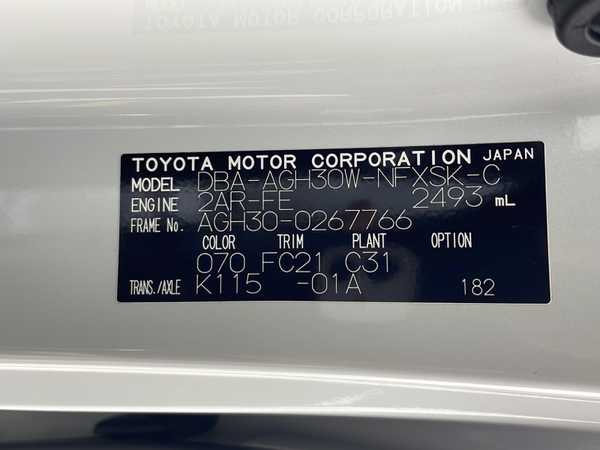 TOYOTA MOTOR CORPORATION JAPAN
MODEL DBA-AGH30W-NFXSK-C
ENGINE 2AR-FE 2493 mL
FRAME No. AGH30-0267766
COLOR TRIM PLANT OPTION
070 FC21 C31
TRANS./AXLE K115 -01A 182